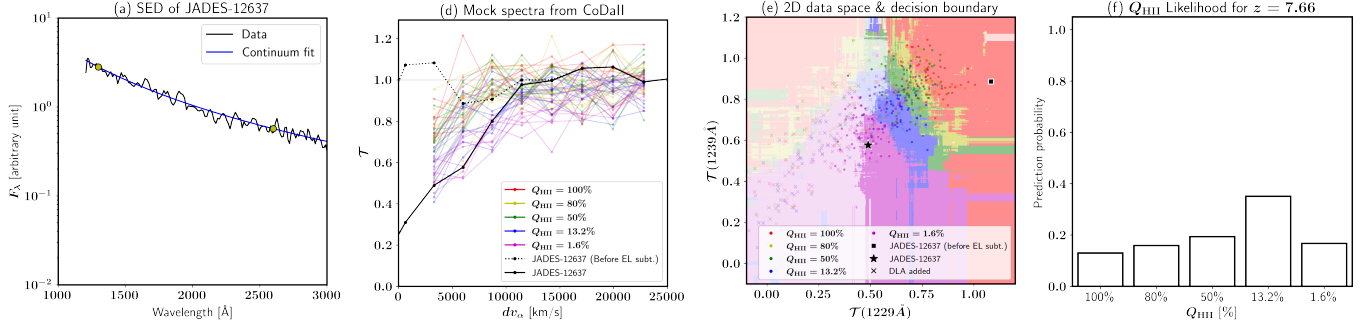 (a) SED of JADES-12637
10^1
10^0
10^{-1}
10^{-2}
F_λ [arbitrary unit]
Data
Continuum fit
1000 1500 2000 2500 3000
Wavelength [Å]
(d) Mock spectra from CoDaII
1.2
1.0
0.8
0.6
0.4
0.2
0.0
𝒯
Q_HII = 100%
Q_HII = 80%
Q_HII = 50%
Q_HII = 13.2%
Q_HII = 1.6%
JADES-12637 (Before EL subt.)
JADES-12637
0 5000 10000 15000 20000 25000
dv_α [km/s]
(e) 2D data space & decision boundary
1.2
1.0
0.8
0.6
0.4
0.2
0.0
𝒯(1239Å)
Q_HII = 100%
Q_HII = 80%
Q_HII = 50%
Q_HII = 13.2%
Q_HII = 1.6%
JADES-12637 (before EL subt.)
JADES-12637
DLA added
0.00 0.25 0.50 0.75 1.00
𝒯(1229Å)
(f) Q_HII Likelihood for z = 7.66
1.0
0.8
0.6
0.4
0.2
0.0
Prediction probability
100% 80% 50% 13.2% 1.6%
Q_HII [%]